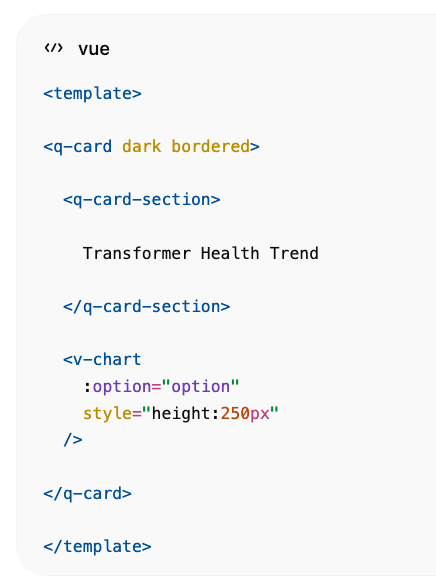 vue
<template>
<q-card dark bordered>
<q-card-section>
Transformer Health Trend
</q-card-section>
<v-chart
:option="option"
style="height:250px"
/>
</q-card>
</template>